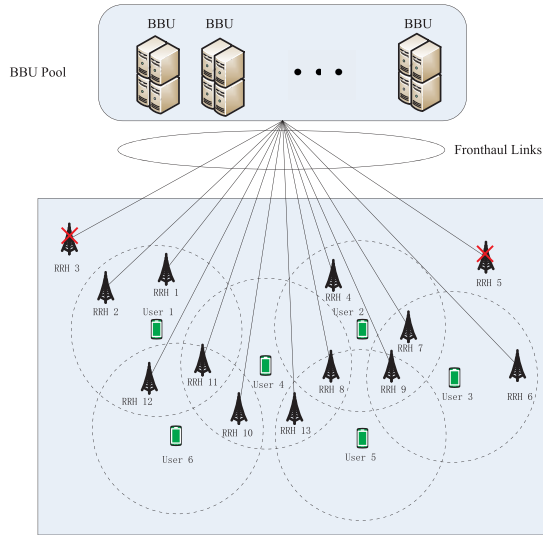 BBU BBU BBU
BBU Pool
Fronthaul Links
RRH 3
RRH 5
RRH 2
RRH 1
RRH 4
User 1
User 2
RRH 7
RRH 12
RRH 11
User 4
RRH 8
RRH 9
User 3
RRH 6
RRH 10
RRH 13
User 6
User 5